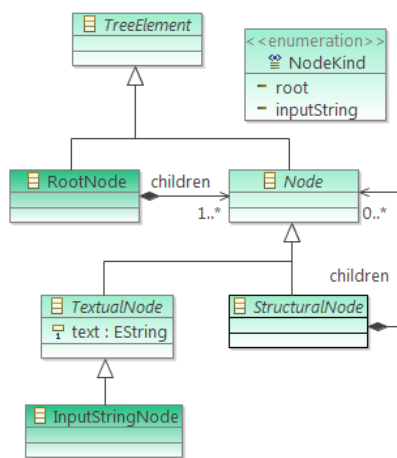 TreeElement
<<enumeration>>
NodeKind
root
inputString
RootNode
children
1..*
Node
0..*
children
TextualNode
text : EString
StructuralNode
InputStringNode